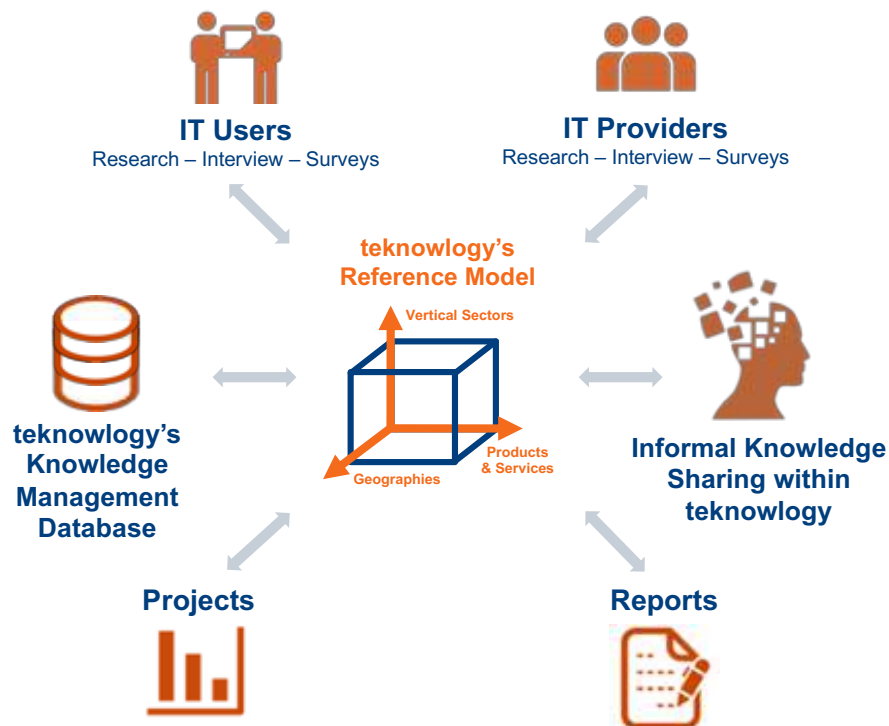 IT Users
Research – Interview – Surveys
IT Providers
Research – Interview – Surveys
teknowlogy’s
Reference Model
Vertical Sectors
Products
& Services
Geographies
teknowlogy’s
Knowledge
Management
Database
Informal Knowledge
Sharing within
teknowlogy
Projects
Reports